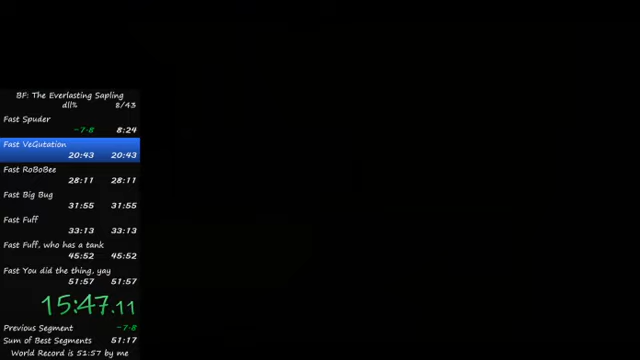 BF: The Everlasting Sapling
dll% 8/43
Fast Spuder
-7.8 8:24
Fast VeGutation
20:43 20:43
Fast RoBoBee
28:11 28:11
Fast Big Bug
31:55 31:55
Fast Fuff
33:13 33:13
Fast Fuff, who has a tank
45:52 45:52
Fast You did the thing, yay
51:57 51:57
15:47.11
Previous Segment -7.8
Sum of Best Segments 51:17
World Record is 51:57 by me